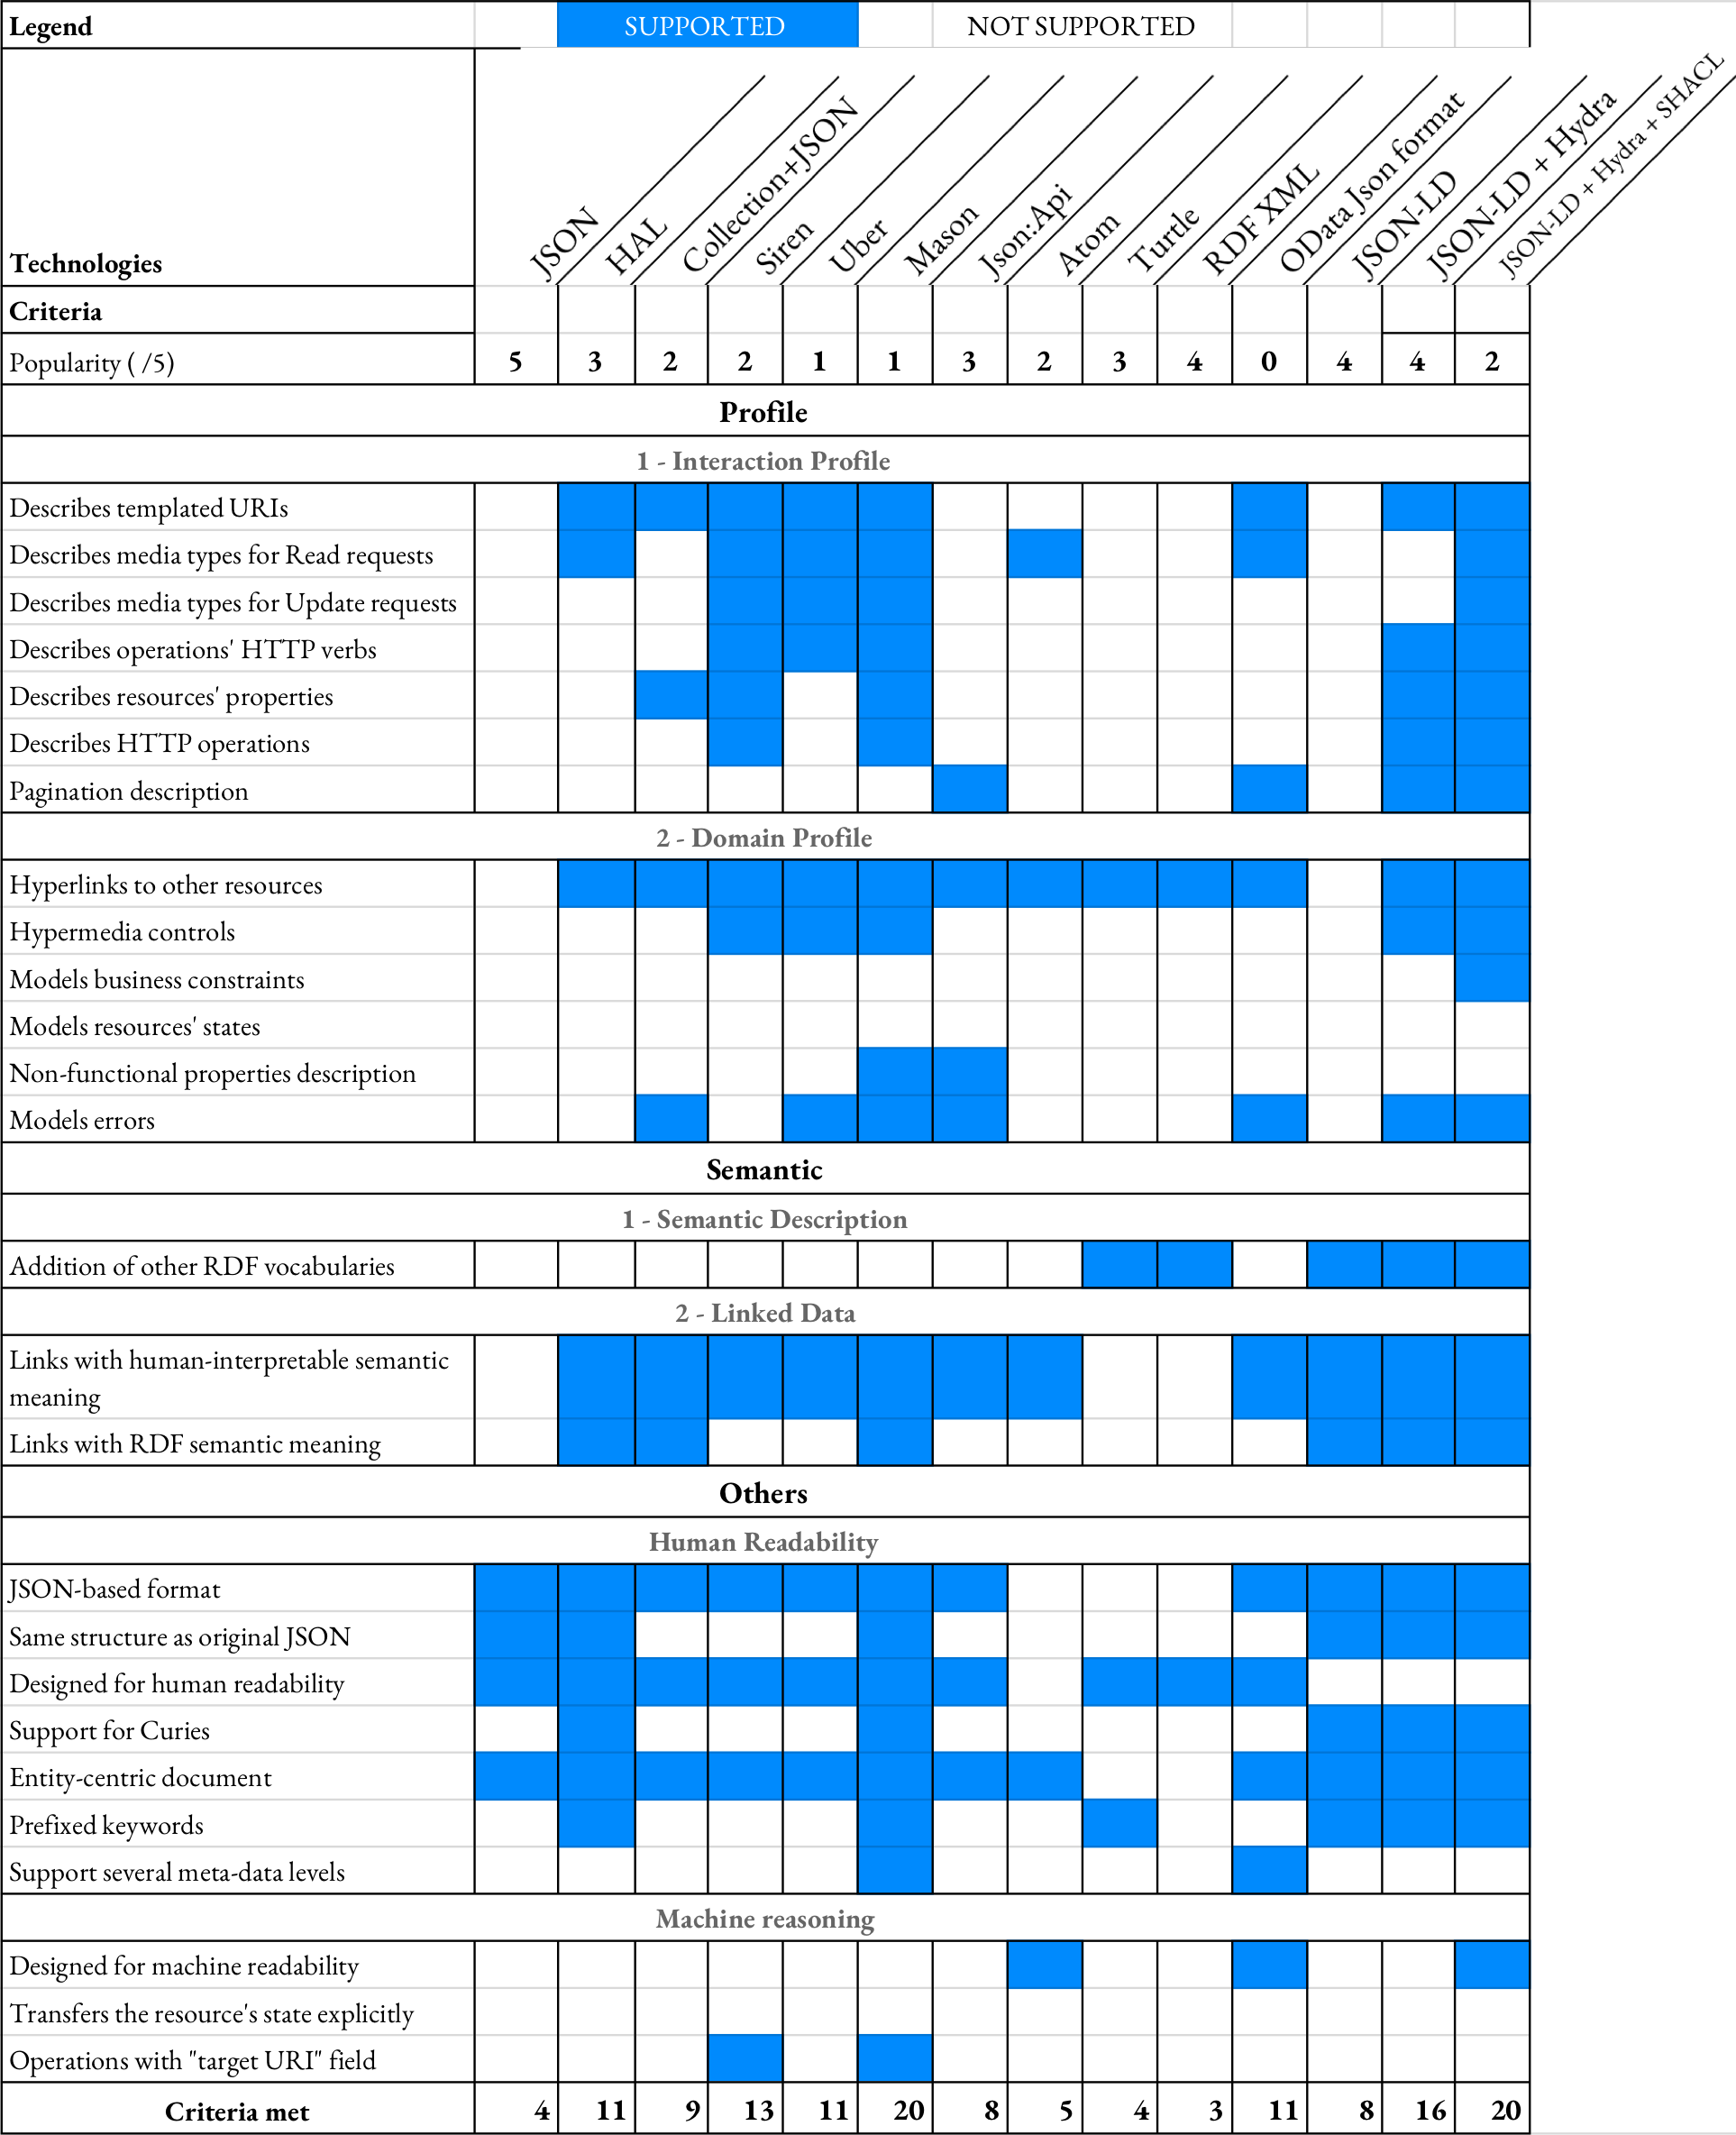 Legend SUPPORTED NOT SUPPORTED
Technologies JSON HAL Collection+JSON Siren Uber Mason Json:Api Atom Turtle RDF XML OData Json format JSON-LD JSON-LD + Hydra JSON-LD + Hydra + SHACL
Criteria
Popularity ( /5) 5 3 2 2 1 1 3 2 3 4 0 4 4 2
Profile
1 - Interaction Profile
Describes templated URIs
Describes media types for Read requests
Describes media types for Update requests
Describes operations' HTTP verbs
Describes resources' properties
Describes HTTP operations
Pagination description
2 - Domain Profile
Hyperlinks to other resources
Hypermedia controls
Models business constraints
Models resources' states
Non-functional properties description
Models errors
Semantic
1 - Semantic Description
Addition of other RDF vocabularies
2 - Linked Data
Links with human-interpretable semantic
meaning
Links with RDF semantic meaning
Others
Human Readability
JSON-based format
Same structure as original JSON
Designed for human readability
Support for Curies
Entity-centric document
Prefixed keywords
Support several meta-data levels
Machine reasoning
Designed for machine readability
Transfers the resource's state explicitly
Operations with "target URI" field
Criteria met 4 11 9 13 11 20 8 5 4 3 11 8 16 20